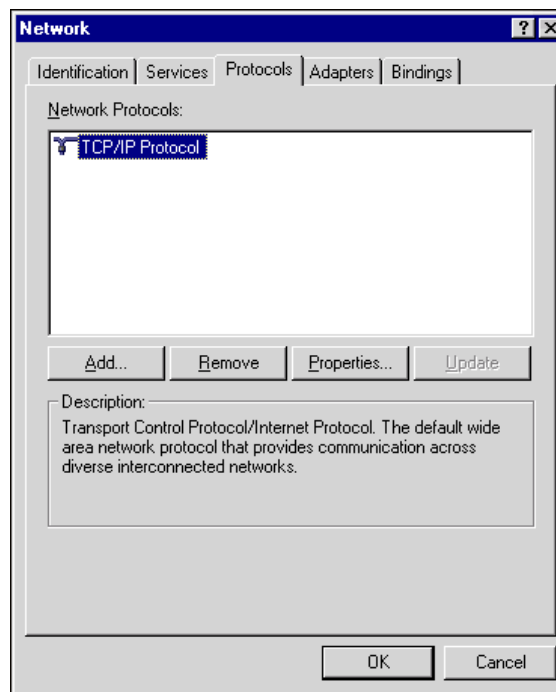 Network
Identification Services Protocols Adapters Bindings
Network Protocols:
TCP/IP Protocol
Add... Remove Properties... Update
Description:
Transport Control Protocol/Internet Protocol. The default wide
area network protocol that provides communication across
diverse interconnected networks.
OK Cancel